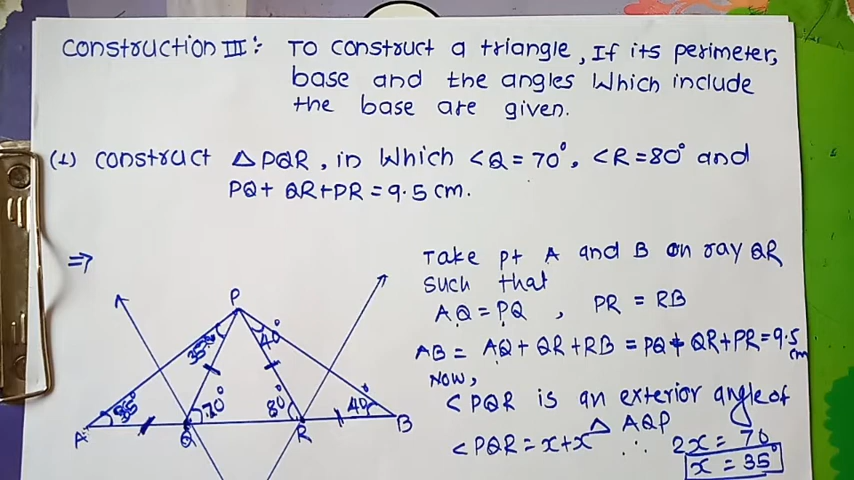 Construction III :- To construct a triangle, If its perimeter,
base and the angles Which include
the base are given.
(1) Construct △PQR, in Which <Q = 70°, <R = 80° and
PQ + QR + PR = 9.5 cm.
⇒
Take pt A and B on ray QR
Such that
AQ = PQ , PR = RB
AB = AQ + QR + RB = PQ + QR + PR = 9.5 cm
Now,
<PQR is an exterior angle of
△ AQP
<PQR = x + x ∴ 2x = 70
x = 35°
P
35° 40°
35° 70° 80° 40°
A Q R B